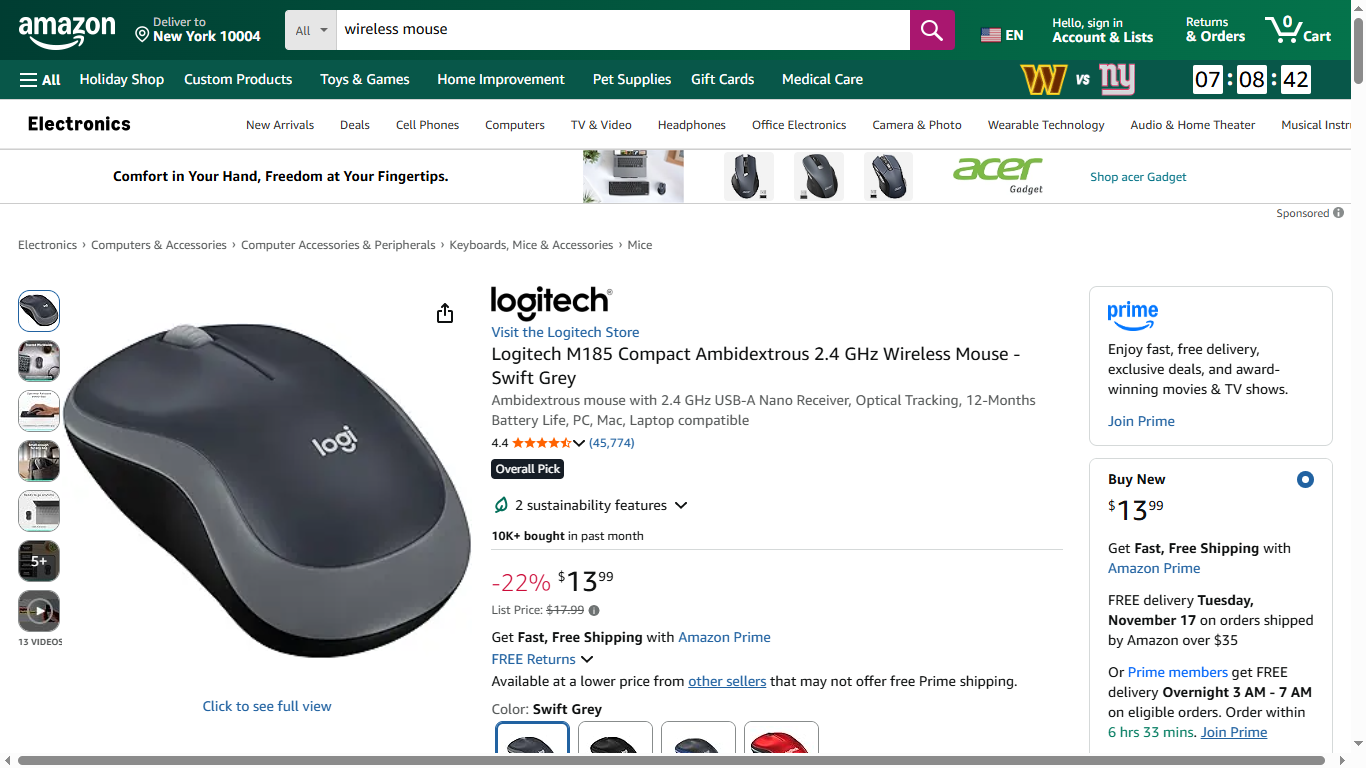 amazon
Deliver to
New York 10004
All
wireless mouse
EN
Hello, sign in
Account & Lists
Returns
& Orders
0
Cart
All
Holiday Shop
Custom Products
Toys & Games
Home Improvement
Pet Supplies
Gift Cards
Medical Care
W vs ny
07 : 08 : 42
Electronics
New Arrivals
Deals
Cell Phones
Computers
TV & Video
Headphones
Office Electronics
Camera & Photo
Wearable Technology
Audio & Home Theater
Musical Instr
Comfort in Your Hand, Freedom at Your Fingertips.
acer
Gadget
Shop acer Gadget
Sponsored
Electronics › Computers & Accessories › Computer Accessories & Peripherals › Keyboards, Mice & Accessories › Mice
5+
13 VIDEOS
logi
Click to see full view
logitech®
Visit the Logitech Store
Logitech M185 Compact Ambidextrous 2.4 GHz Wireless Mouse -
Swift Grey
Ambidextrous mouse with 2.4 GHz USB-A Nano Receiver, Optical Tracking, 12-Months
Battery Life, PC, Mac, Laptop compatible
4.4 (45,774)
Overall Pick
2 sustainability features
10K+ bought in past month
-22% $13 99
List Price: $17.99
Get Fast, Free Shipping with Amazon Prime
FREE Returns
Available at a lower price from other sellers that may not offer free Prime shipping.
Color: Swift Grey
prime
Enjoy fast, free delivery,
exclusive deals, and award-
winning movies & TV shows.
Join Prime
Buy New
$13 99
Get Fast, Free Shipping with
Amazon Prime
FREE delivery Tuesday,
November 17 on orders shipped
by Amazon over $35
Or Prime members get FREE
delivery Overnight 3 AM - 7 AM
on eligible orders. Order within
6 hrs 33 mins. Join Prime